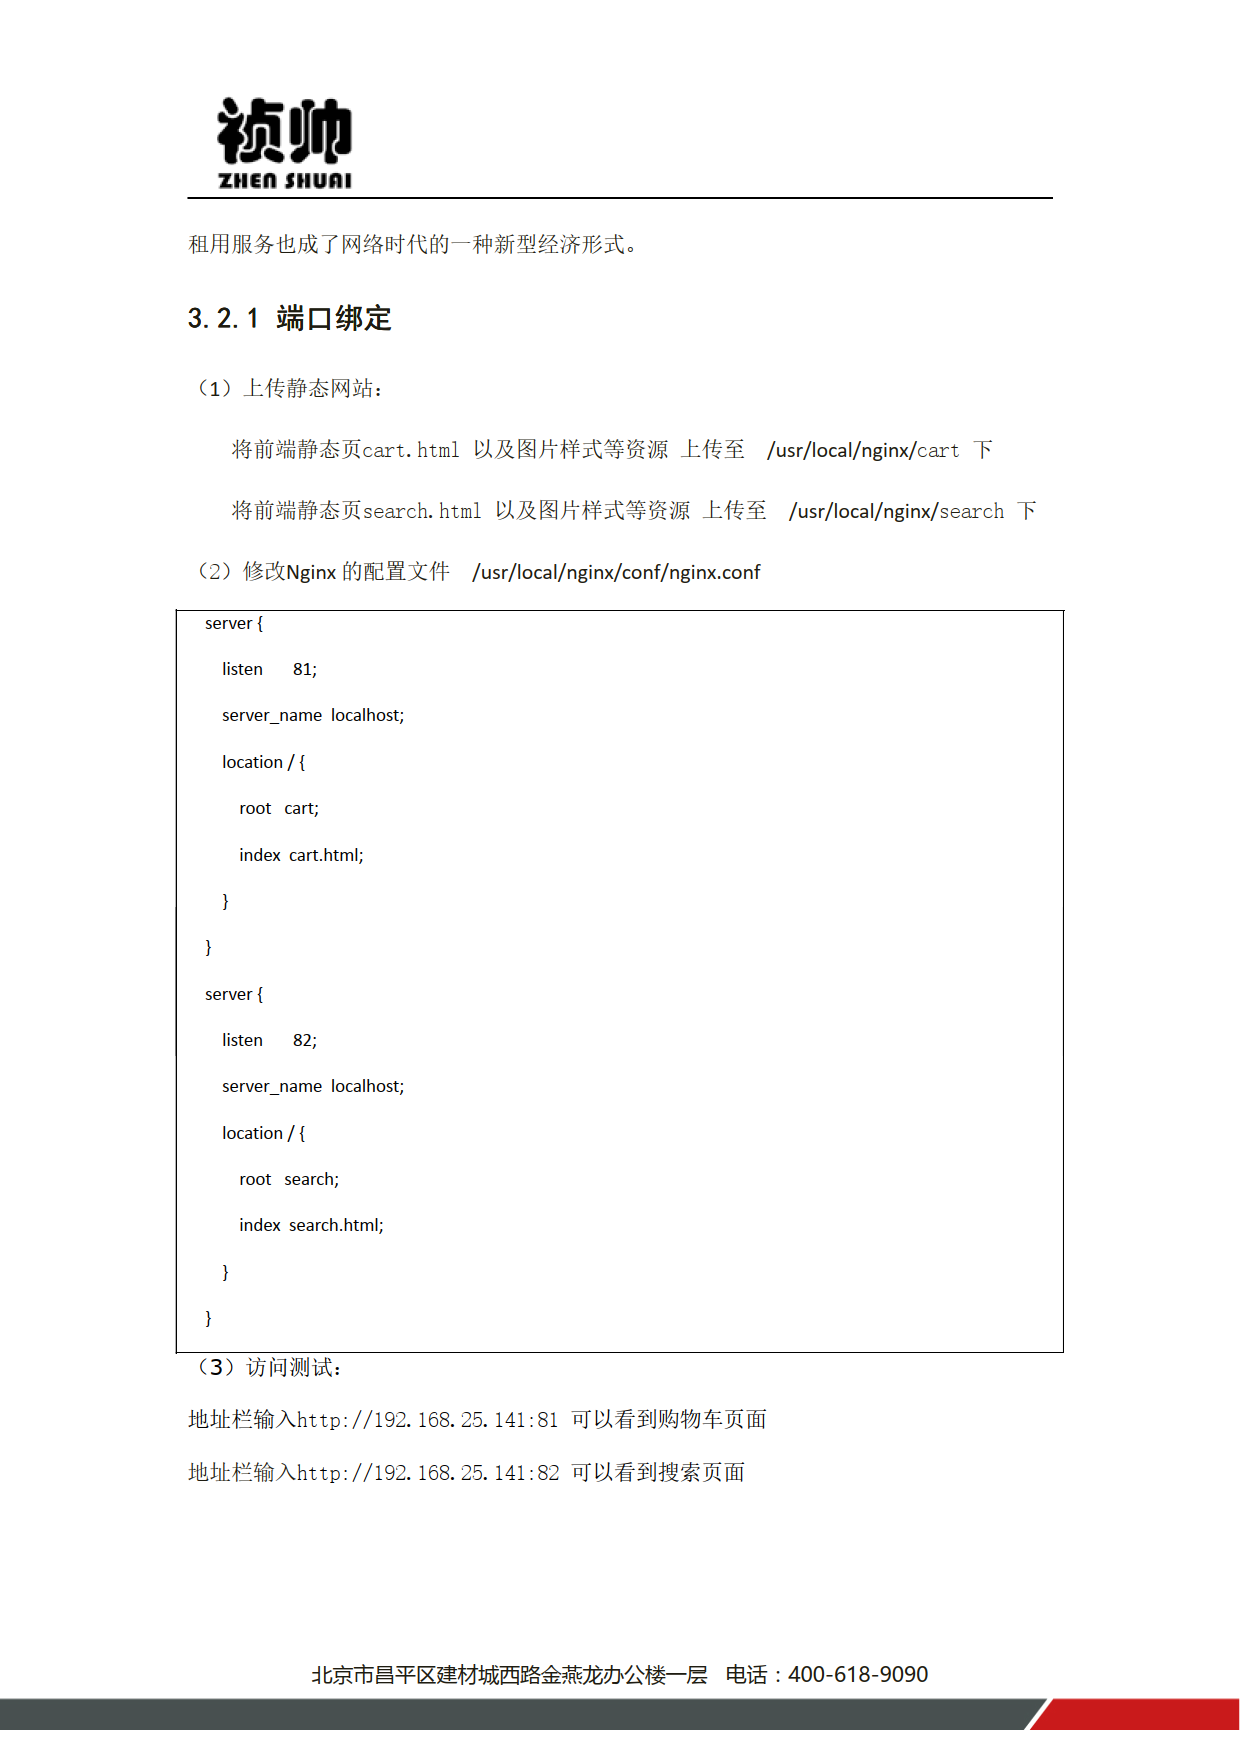 祯帅
ZHEN SHUAI
租用服务也成了网络时代的一种新型经济形式。
3.2.1 端口绑定
（1）上传静态网站：
将前端静态页cart.html 以及图片样式等资源 上传至 /usr/local/nginx/cart 下
将前端静态页search.html 以及图片样式等资源 上传至 /usr/local/nginx/search 下
（2）修改Nginx 的配置文件 /usr/local/nginx/conf/nginx.conf
server {
listen 81;
server_name localhost;
location / {
root cart;
index cart.html;
}
}
server {
listen 82;
server_name localhost;
location / {
root search;
index search.html;
}
}
（3）访问测试：
地址栏输入http://192.168.25.141:81 可以看到购物车页面
地址栏输入http://192.168.25.141:82 可以看到搜索页面
北京市昌平区建材城西路金燕龙办公楼一层 电话：400-618-9090